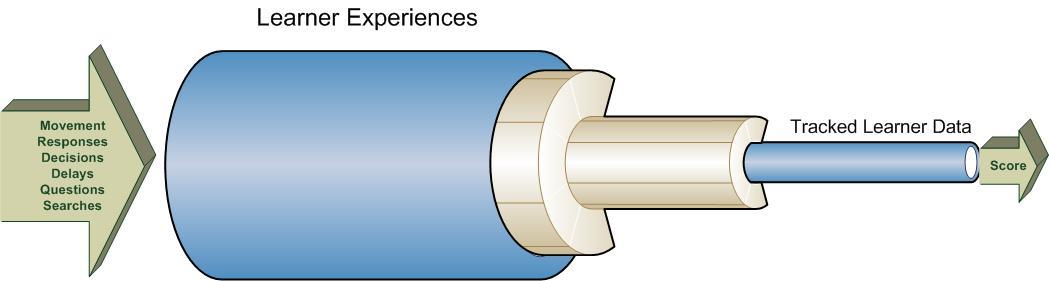 Learner Experiences
Movement
Responses
Decisions
Delays
Questions
Searches
Tracked Learner Data
Score